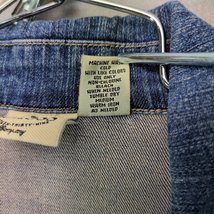 MACHINE WASH
COLD
WITH LIKE COLORS
USE ONLY
NON-CHLORINE
BLEACH
WHEN NEEDED
TUMBLE DRY
MEDIUM
WARM IRON
AS NEEDED